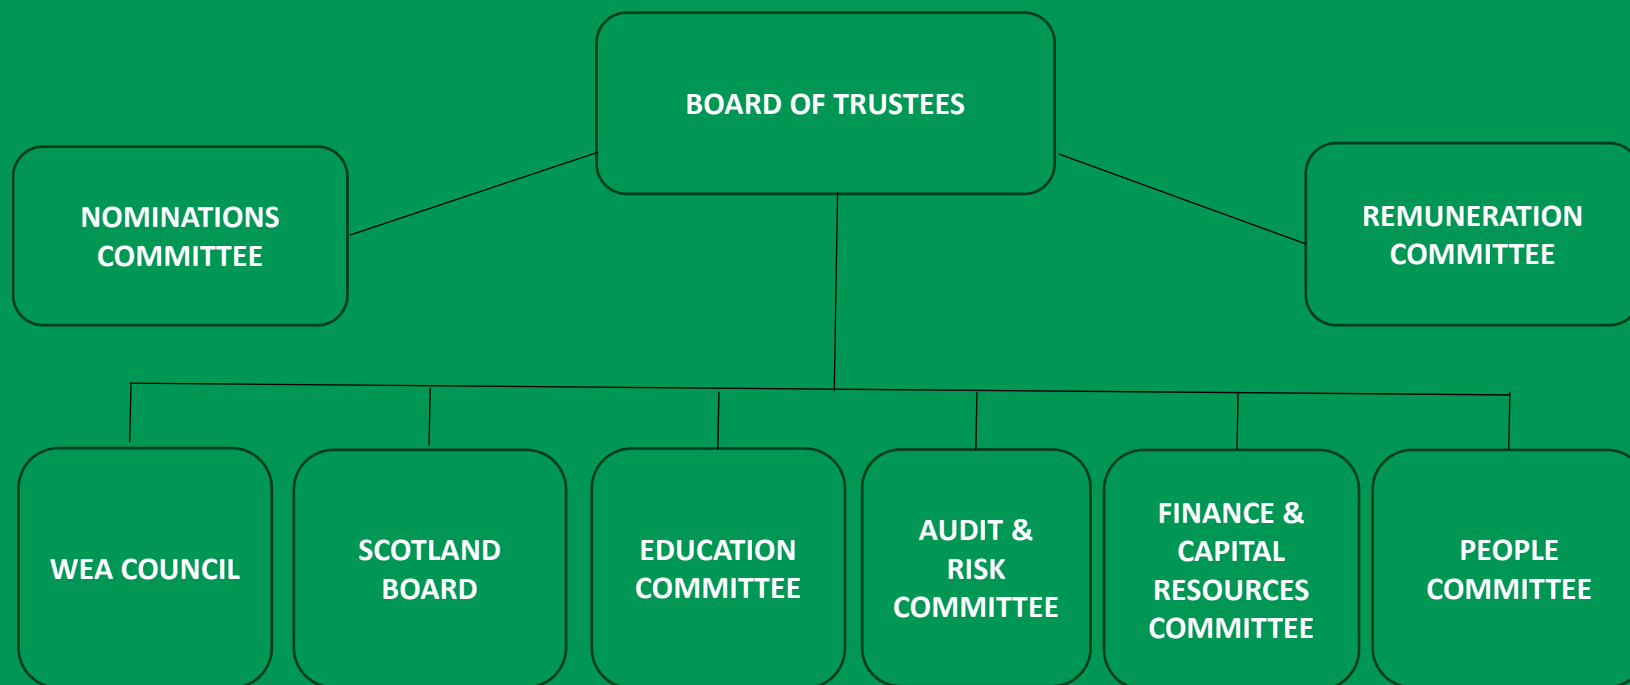 BOARD OF TRUSTEES
NOMINATIONS
COMMITTEE
REMUNERATION
COMMITTEE
WEA COUNCIL
SCOTLAND
BOARD
EDUCATION
COMMITTEE
AUDIT &
RISK
COMMITTEE
FINANCE &
CAPITAL
RESOURCES
COMMITTEE
PEOPLE
COMMITTEE